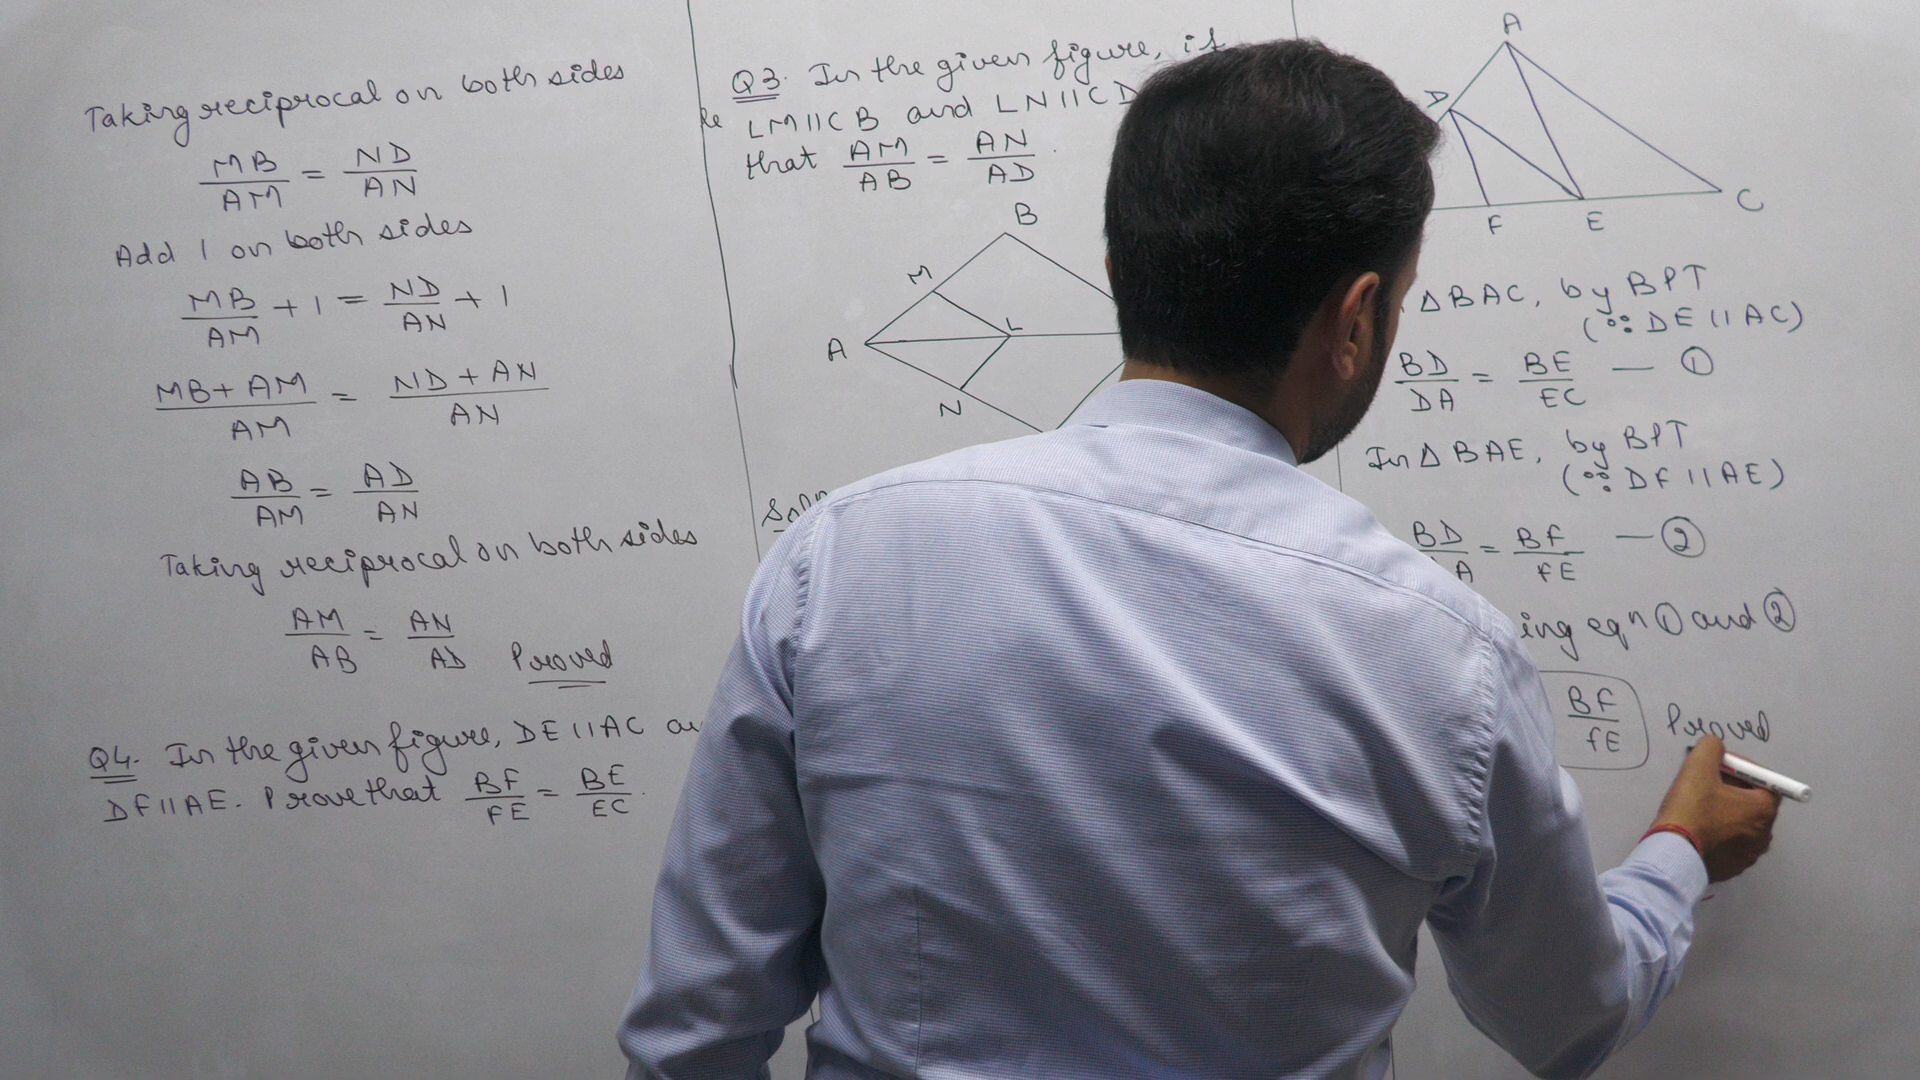 Taking reciprocal on both sides
MB/AM = ND/AN
Add 1 on both sides
MB/AM + 1 = ND/AN + 1
MB + AM/AM = ND + AN/AN
AB/AM = AD/AN
Taking reciprocal on both sides
AM/AB = AN/AD Proved
Q4. In the given figure, DE || AC
DF || AE. Prove that BF/FE = BE/EC.
Q3. In the given figure, if
LM || CB and LN || CD
that AM/AB = AN/AD.
B
M
L
A
N
A
D
C
F E
Δ BAC, by BPT
(∵ DE || AC)
BD/DA = BE/EC — ①
In Δ BAE, by BPT
(∵ DF || AE)
BD/A = BF/FE — ②
ing eqn ① and ②
BF/FE Proved